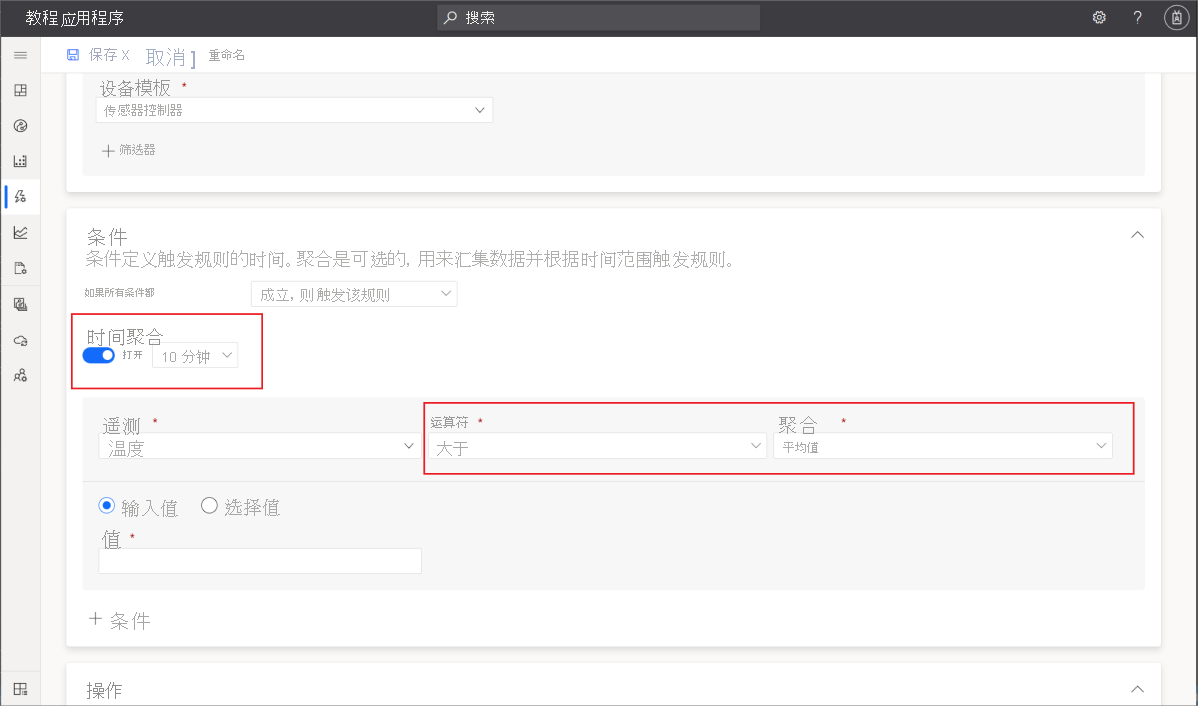 教程应用程序
搜索
?
保存 X 取消 ] 重命名
设备模板 *
传感器控制器
+ 筛选器
条件
条件定义触发规则的时间。聚合是可选的, 用来汇集数据并根据时间范围触发规则。
如果所有条件都 成立, 则触发该规则
时间聚合
打开 10 分钟
遥测 * 运算符 * 聚合 *
温度 大于 平均值
输入值 选择值
值 *
+ 条件
操作